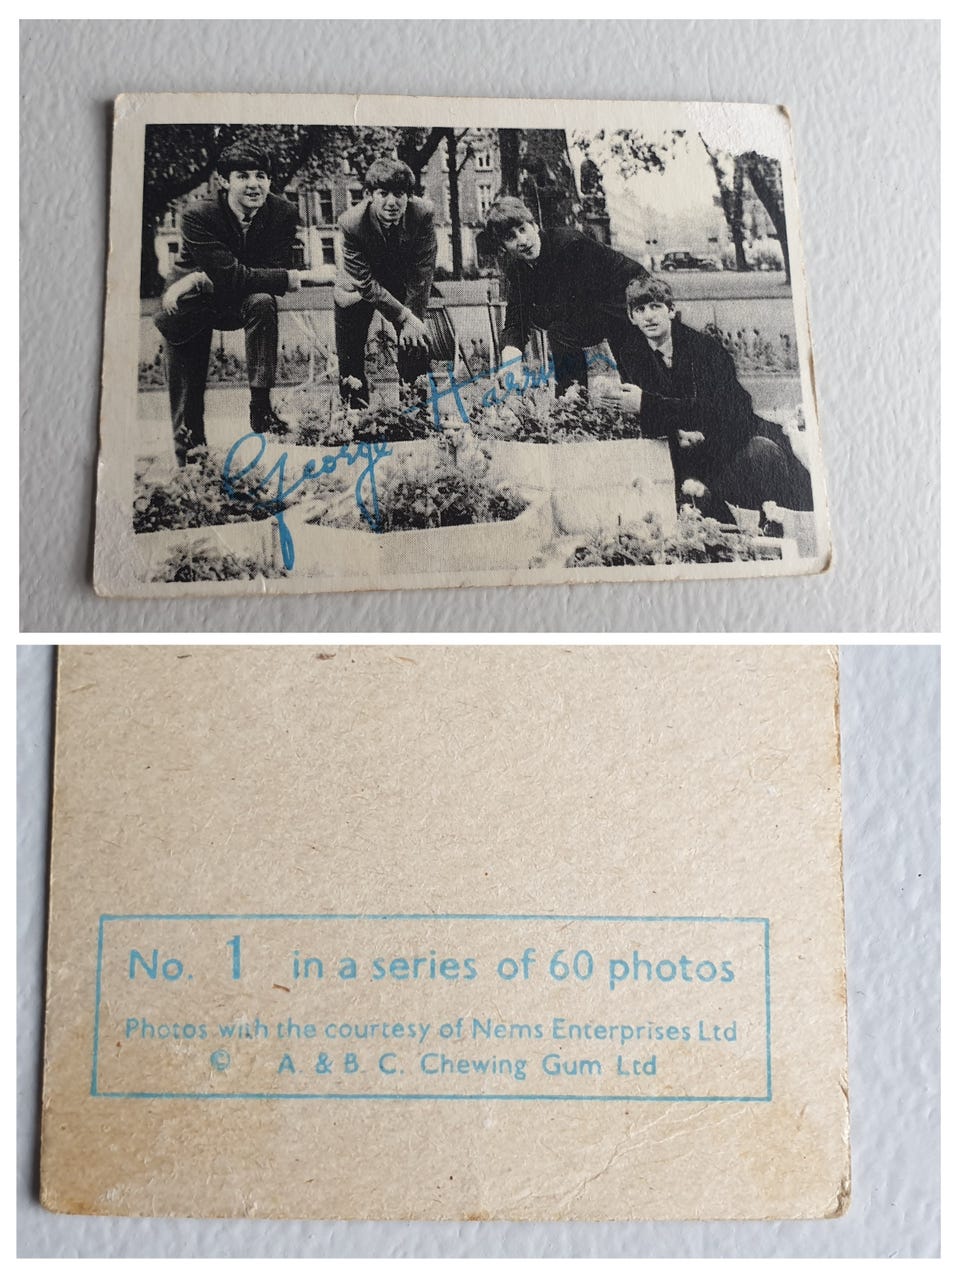 George Harrison
No. 1 in a series of 60 photos
Photos with the courtesy of Nems Enterprises Ltd
© A. & B. C. Chewing Gum Ltd